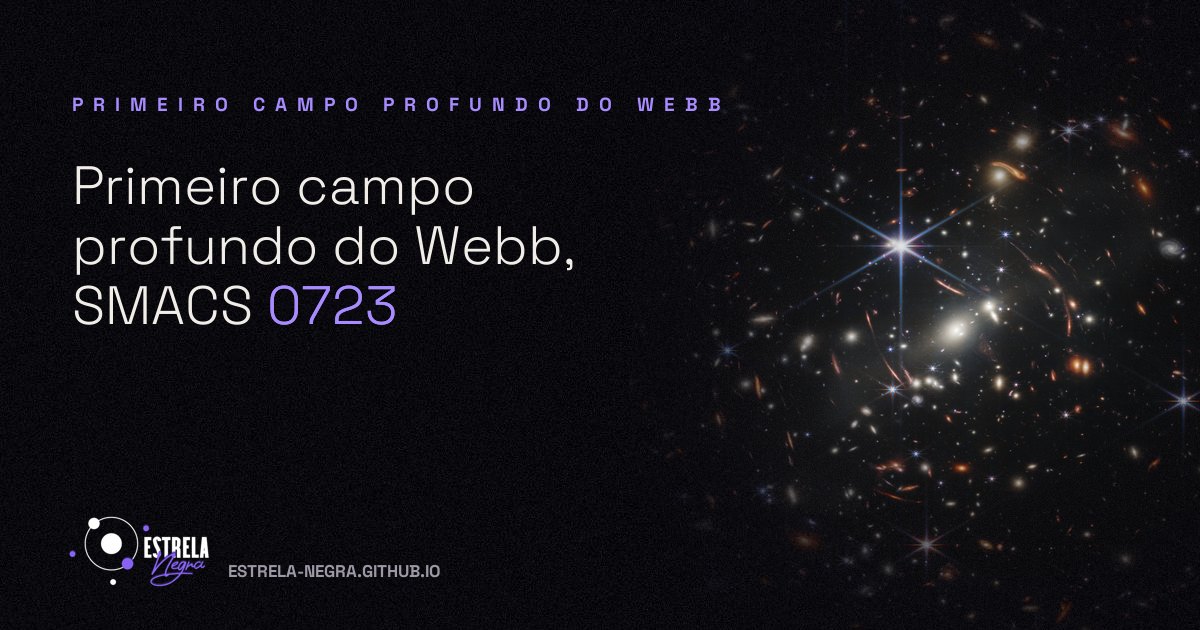 PRIMEIRO CAMPO PROFUNDO DO WEBB
Primeiro campo
profundo do Webb,
SMACS 0723
ESTRELA
Negra
ESTRELA-NEGRA.GITHUB.IO